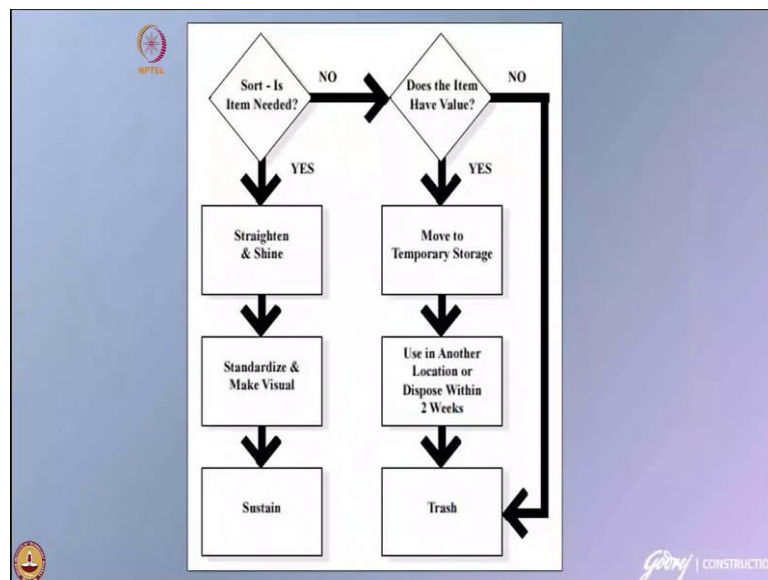 NPTEL
Sort - Is
Item Needed?
NO
Does the Item
Have Value?
NO
YES
YES
Straighten
& Shine
Move to
Temporary Storage
Standardize &
Make Visual
Use in Another
Location or
Dispose Within
2 Weeks
Sustain
Trash
Godrej | CONSTRUCTIO